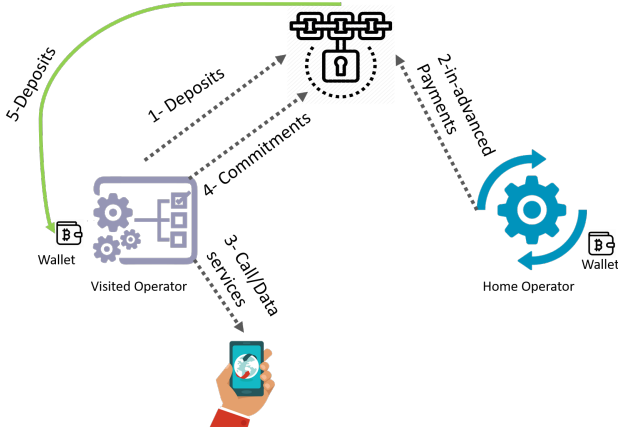 5-Deposits
1- Deposits
2-in-advanced
Payments
4- Commitments
3- Call/Data
services
Wallet
Visited Operator
Wallet
Home Operator